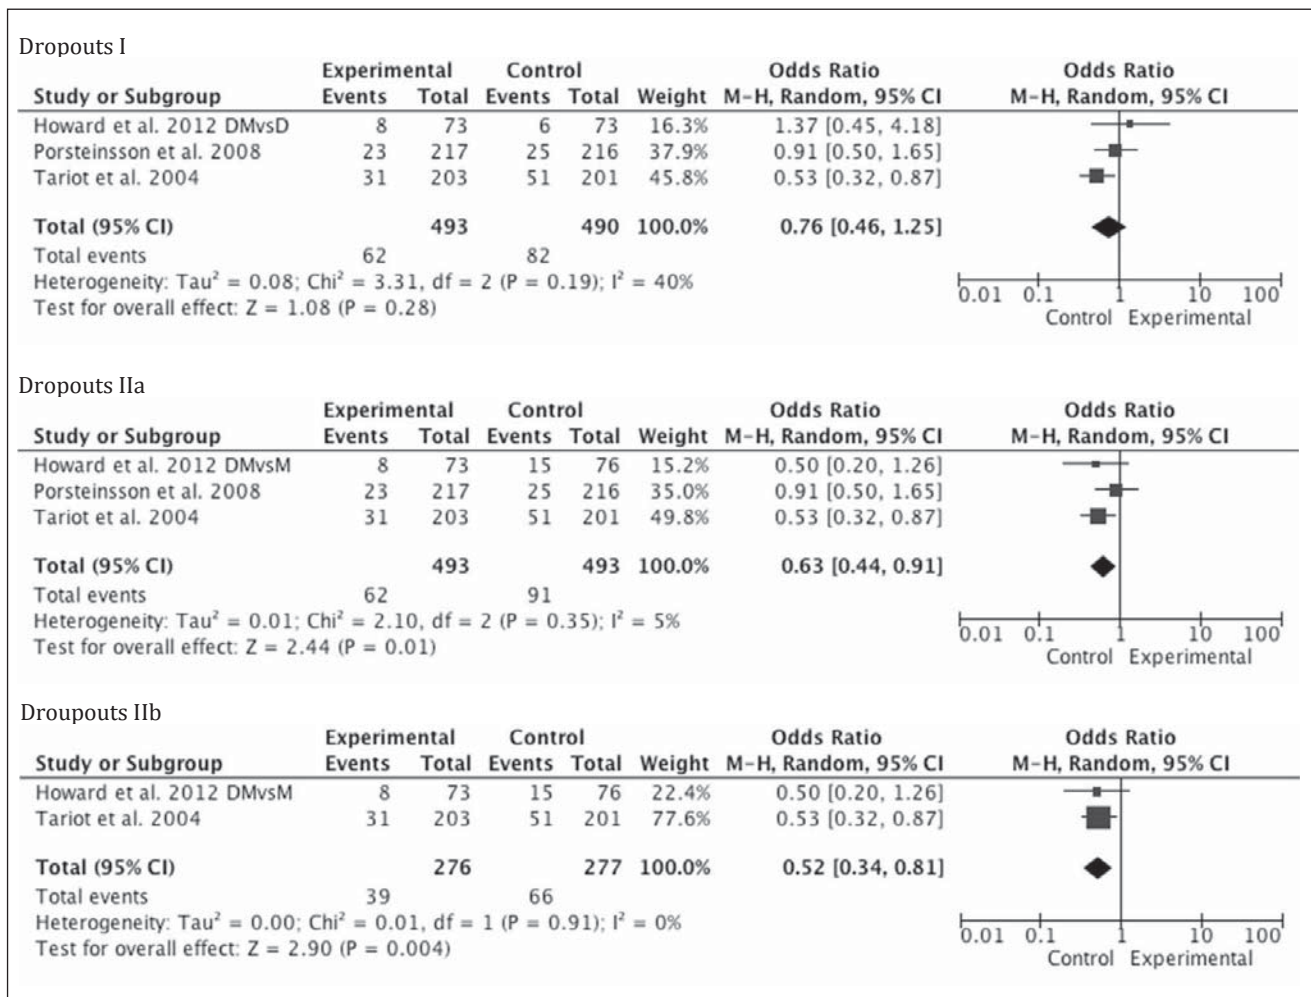 Dropouts I
Experimental Control Odds Ratio Odds Ratio
Study or Subgroup Events Total Events Total Weight M-H, Random, 95% CI M-H, Random, 95% CI
Howard et al. 2012 DMvsD 8 73 6 73 16.3% 1.37 [0.45, 4.18]
Porsteinsson et al. 2008 23 217 25 216 37.9% 0.91 [0.50, 1.65]
Tariot et al. 2004 31 203 51 201 45.8% 0.53 [0.32, 0.87]
Total (95% CI) 493 490 100.0% 0.76 [0.46, 1.25]
Total events 62 82
Heterogeneity: Tau² = 0.08; Chi² = 3.31, df = 2 (P = 0.19); I² = 40%
Test for overall effect: Z = 1.08 (P = 0.28)
0.01 0.1 1 10 100
Control Experimental
Dropouts IIa
Experimental Control Odds Ratio Odds Ratio
Study or Subgroup Events Total Events Total Weight M-H, Random, 95% CI M-H, Random, 95% CI
Howard et al. 2012 DMvsM 8 73 15 76 15.2% 0.50 [0.20, 1.26]
Porsteinsson et al. 2008 23 217 25 216 35.0% 0.91 [0.50, 1.65]
Tariot et al. 2004 31 203 51 201 49.8% 0.53 [0.32, 0.87]
Total (95% CI) 493 493 100.0% 0.63 [0.44, 0.91]
Total events 62 91
Heterogeneity: Tau² = 0.01; Chi² = 2.10, df = 2 (P = 0.35); I² = 5%
Test for overall effect: Z = 2.44 (P = 0.01)
0.01 0.1 1 10 100
Control Experimental
Droupouts IIb
Experimental Control Odds Ratio Odds Ratio
Study or Subgroup Events Total Events Total Weight M-H, Random, 95% CI M-H, Random, 95% CI
Howard et al. 2012 DMvsM 8 73 15 76 22.4% 0.50 [0.20, 1.26]
Tariot et al. 2004 31 203 51 201 77.6% 0.53 [0.32, 0.87]
Total (95% CI) 276 277 100.0% 0.52 [0.34, 0.81]
Total events 39 66
Heterogeneity: Tau² = 0.00; Chi² = 0.01, df = 1 (P = 0.91); I² = 0%
Test for overall effect: Z = 2.90 (P = 0.004)
0.01 0.1 1 10 100
Control Experimental